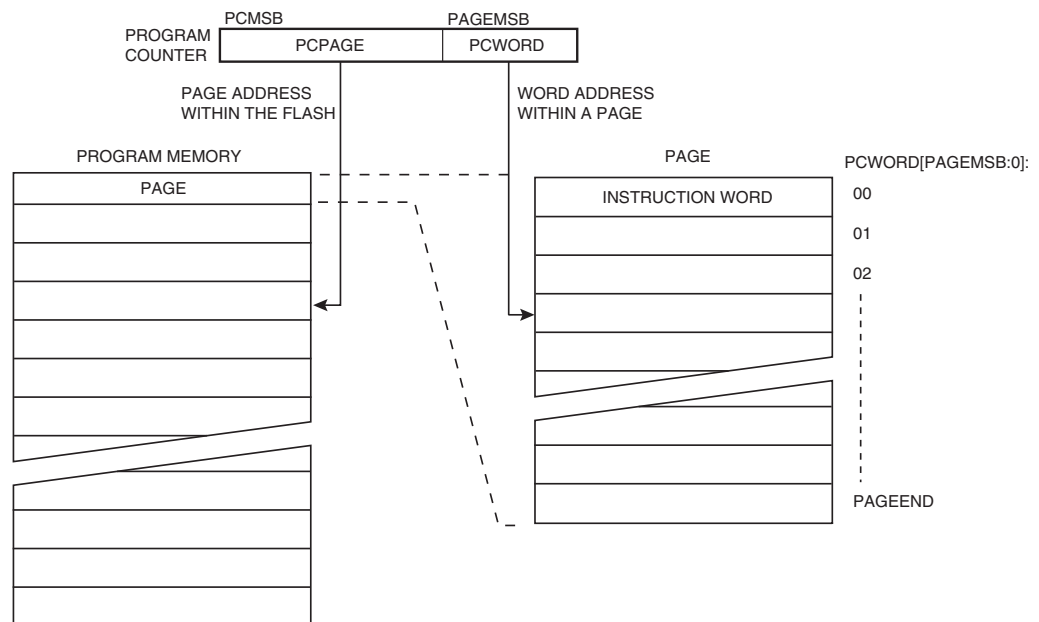 PCMSB
PAGEMSB
PROGRAM
COUNTER
PCPAGE
PCWORD
PAGE ADDRESS
WITHIN THE FLASH
WORD ADDRESS
WITHIN A PAGE
PROGRAM MEMORY
PAGE
PAGE
INSTRUCTION WORD
PCWORD[PAGEMSB:0]:
00
01
02
PAGEEND